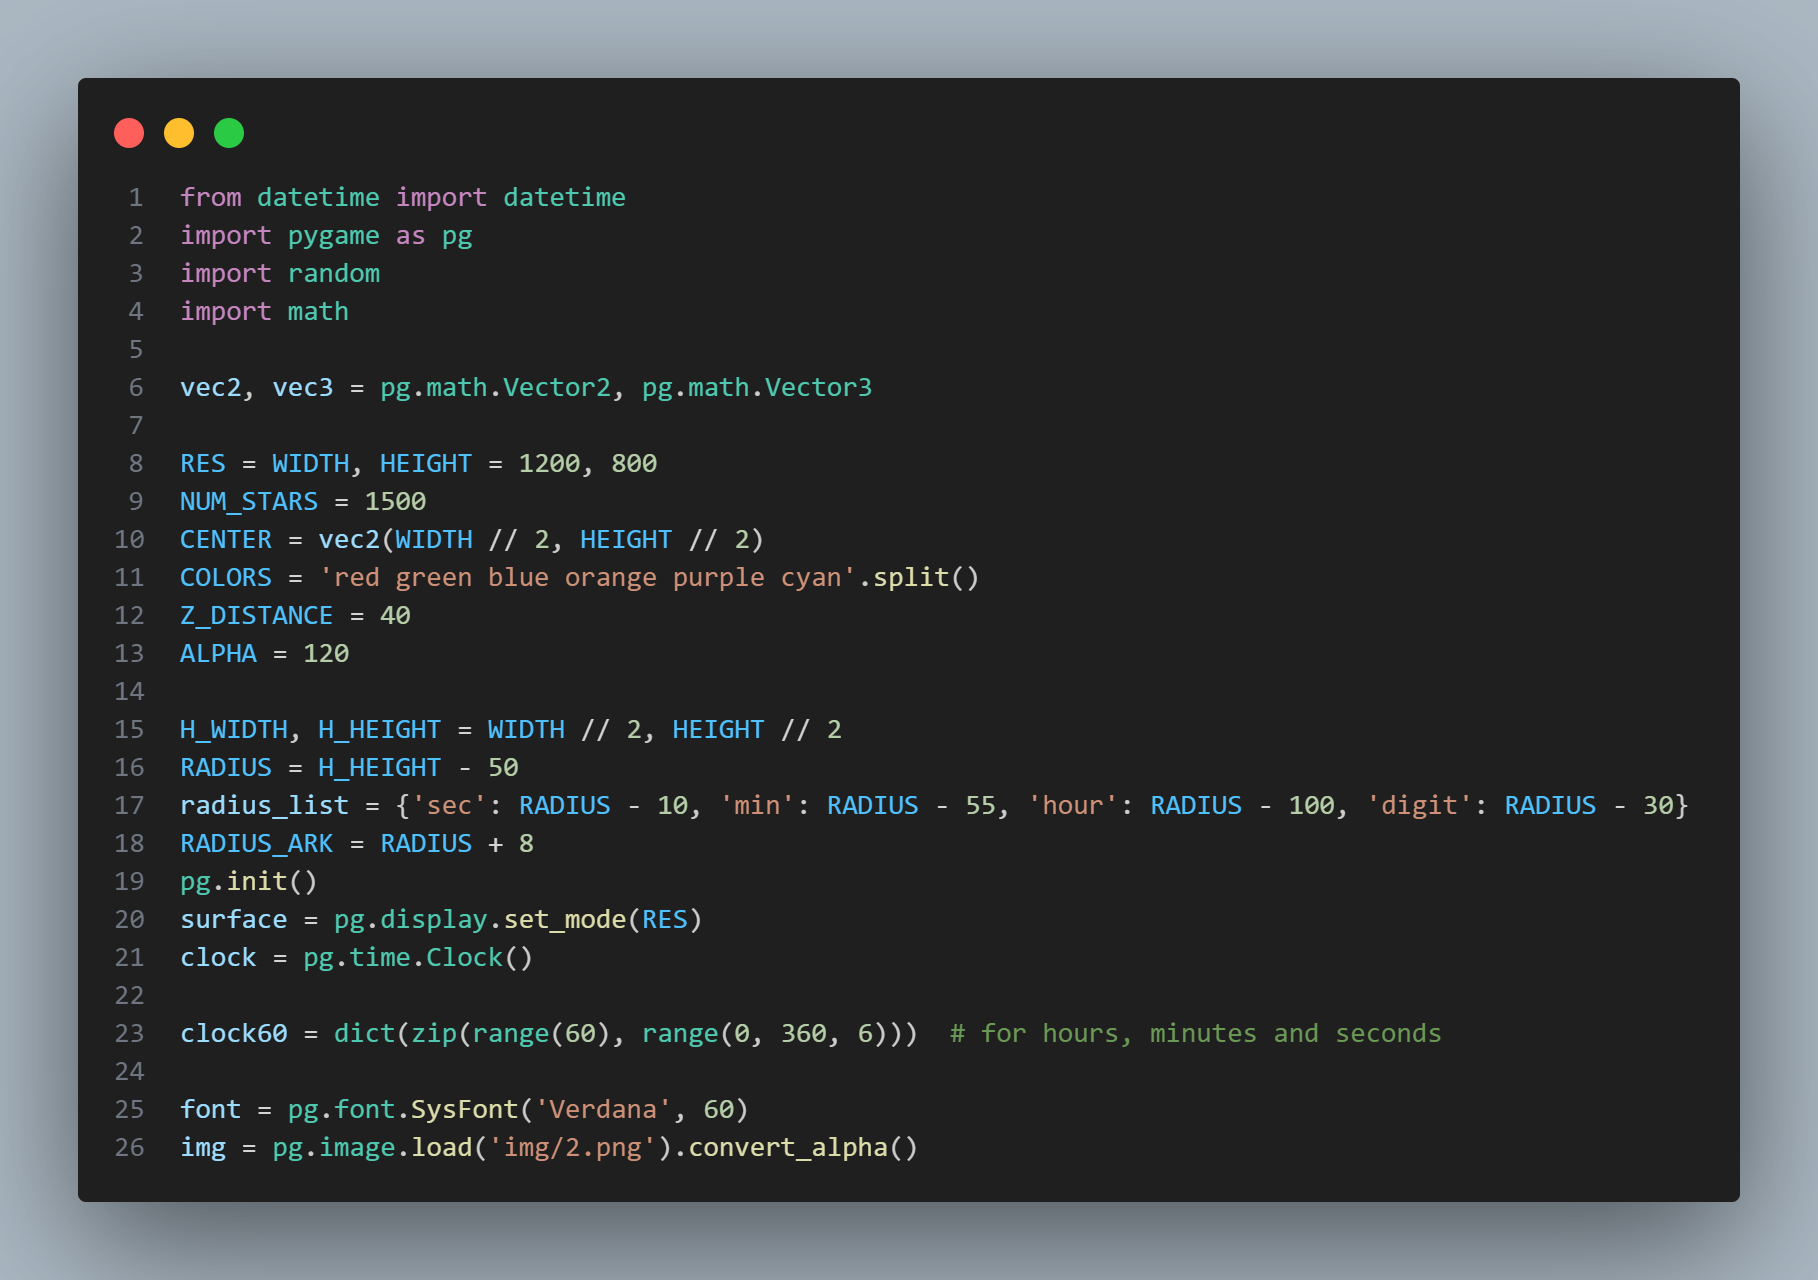 1 from datetime import datetime
2 import pygame as pg
3 import random
4 import math
5
6 vec2, vec3 = pg.math.Vector2, pg.math.Vector3
7
8 RES = WIDTH, HEIGHT = 1200, 800
9 NUM_STARS = 1500
10 CENTER = vec2(WIDTH // 2, HEIGHT // 2)
11 COLORS = 'red green blue orange purple cyan'.split()
12 Z_DISTANCE = 40
13 ALPHA = 120
14
15 H_WIDTH, H_HEIGHT = WIDTH // 2, HEIGHT // 2
16 RADIUS = H_HEIGHT - 50
17 radius_list = {'sec': RADIUS - 10, 'min': RADIUS - 55, 'hour': RADIUS - 100, 'digit': RADIUS - 30}
18 RADIUS_ARK = RADIUS + 8
19 pg.init()
20 surface = pg.display.set_mode(RES)
21 clock = pg.time.Clock()
22
23 clock60 = dict(zip(range(60), range(0, 360, 6)))  # for hours, minutes and seconds
24
25 font = pg.font.SysFont('Verdana', 60)
26 img = pg.image.load('img/2.png').convert_alpha()